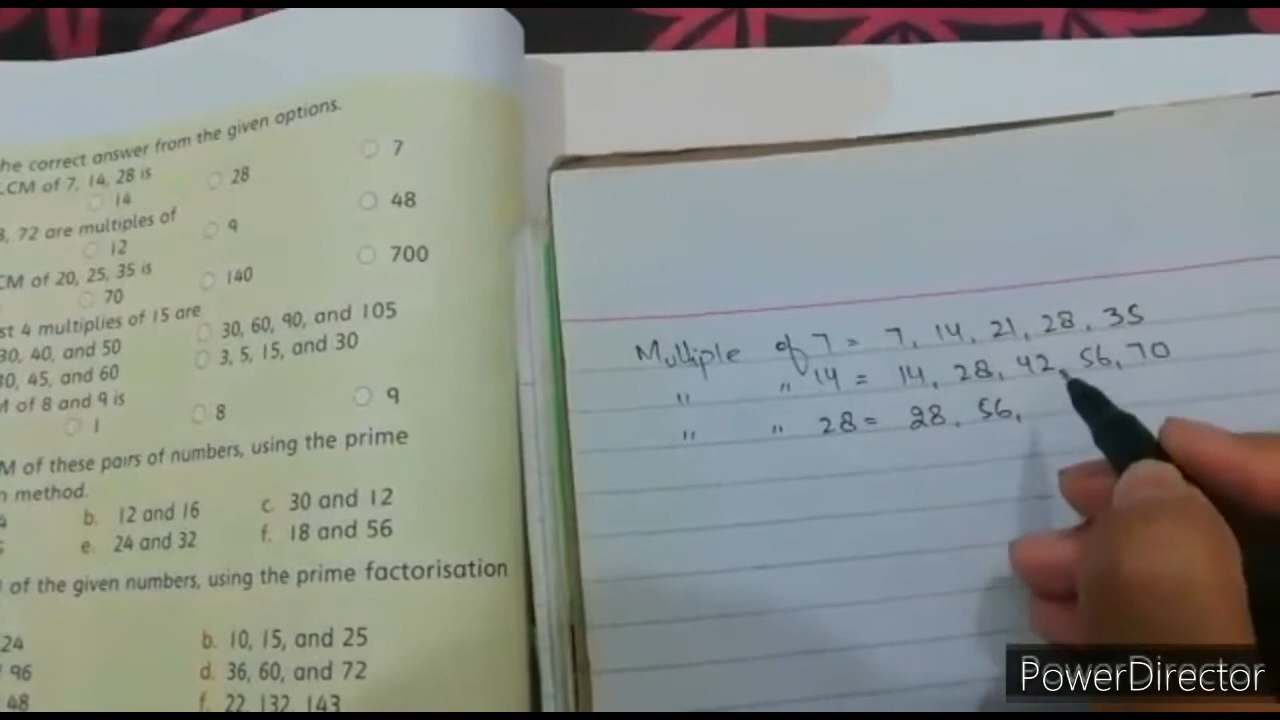 he correct answer from the given options.
LCM of 7, 14, 28 is
14 28 7
8, 72 are multiples of
12 9 48
CM of 20, 25, 35 is
70 140 700
st 4 multiplies of 15 are
30, 40, and 50 30, 60, 90, and 105
30, 45, and 60 3, 5, 15, and 30
M of 8 and 9 is
1 8 9
M of these pairs of numbers, using the prime
n method.
b. 12 and 16 c. 30 and 12
e. 24 and 32 f. 18 and 56
of the given numbers, using the prime factorisation
24 b. 10, 15, and 25
96 d. 36, 60, and 72
48 f. 22, 132, 143
Multiple of 7 = 7, 14, 21, 28, 35
" " 14 = 14, 28, 42, 56, 70
" " 28 = 28, 56,
PowerDirector